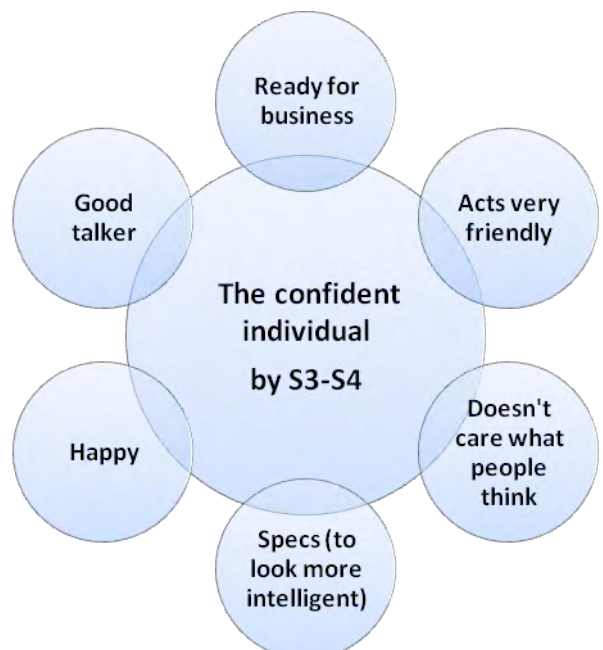 Ready for
business
Good
talker
Acts very
friendly
The confident
individual
by S3-S4
Happy
Doesn't
care what
people
think
Specs (to
look more
intelligent)